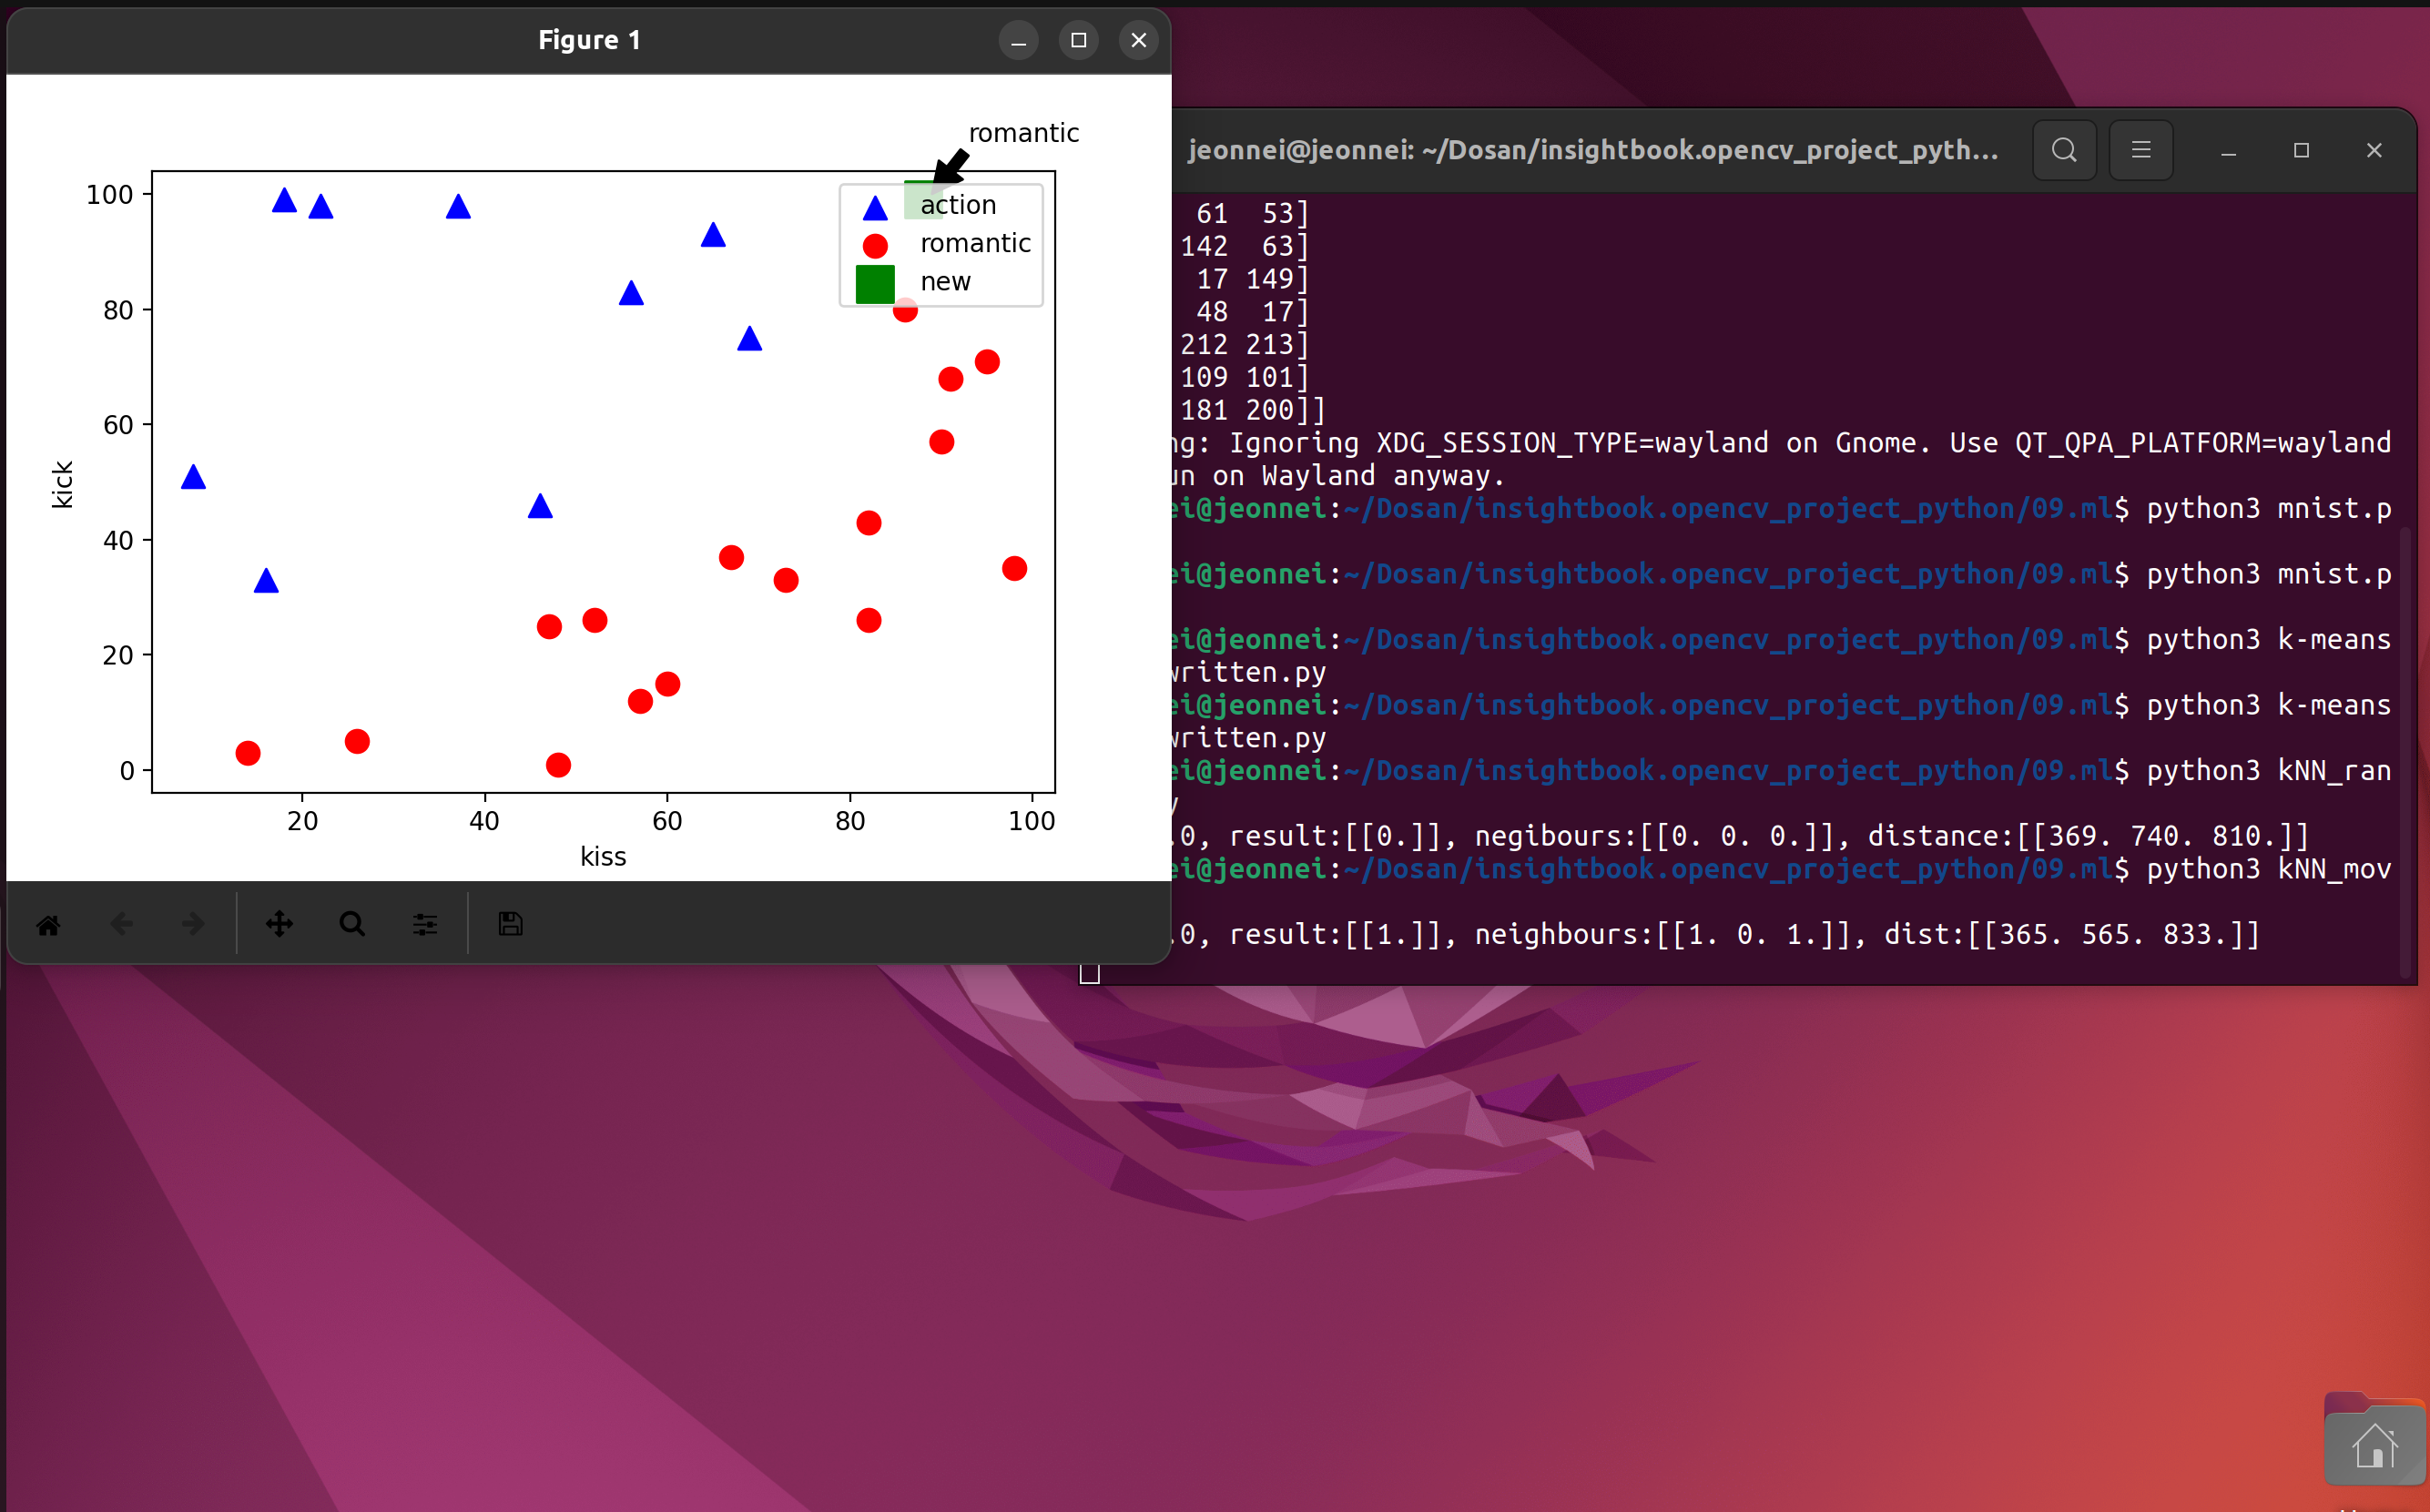 Figure 1
romantic
action
romantic
new
100
80
60
40
20
0
kick
20 40 60 80 100
kiss
jeonnei@jeonnei: ~/Dosan/insightbook.opencv_project_pyth…
61 53]
142 63]
17 149]
48 17]
212 213]
109 101]
181 200]]
ng: Ignoring XDG_SESSION_TYPE=wayland on Gnome. Use QT_QPA_PLATFORM=wayland
un on Wayland anyway.
ei@jeonnei:~/Dosan/insightbook.opencv_project_python/09.ml$ python3 mnist.p
ei@jeonnei:~/Dosan/insightbook.opencv_project_python/09.ml$ python3 mnist.p
ei@jeonnei:~/Dosan/insightbook.opencv_project_python/09.ml$ python3 k-means
written.py
ei@jeonnei:~/Dosan/insightbook.opencv_project_python/09.ml$ python3 k-means
written.py
ei@jeonnei:~/Dosan/insightbook.opencv_project_python/09.ml$ python3 kNN_ran
y
.0, result:[[0.]], negibours:[[0. 0. 0.]], distance:[[369. 740. 810.]]
ei@jeonnei:~/Dosan/insightbook.opencv_project_python/09.ml$ python3 kNN_mov
.0, result:[[1.]], neighbours:[[1. 0. 1.]], dist:[[365. 565. 833.]]